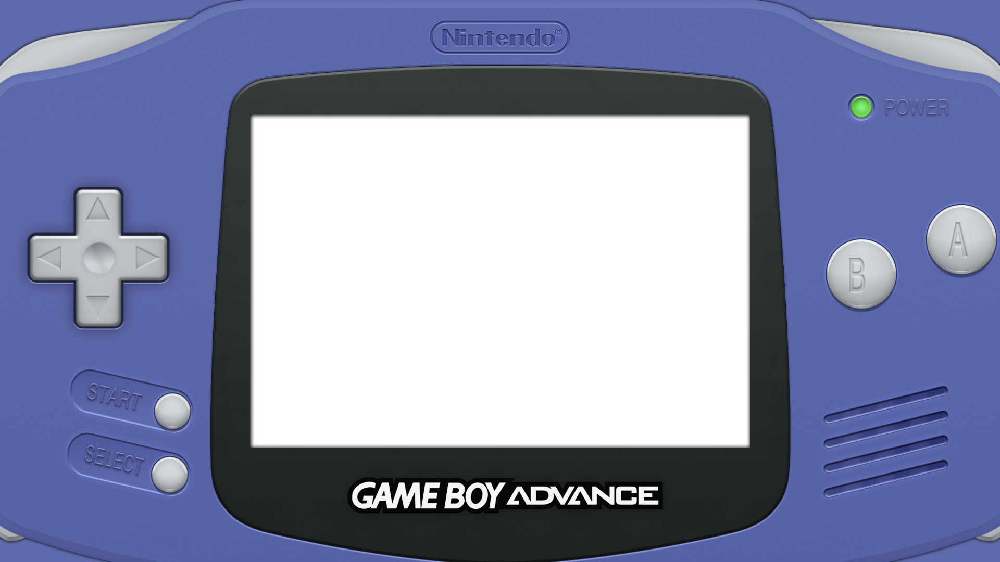 Nintendo®
POWER
A
B
START
SELECT
GAME BOY ADVANCE